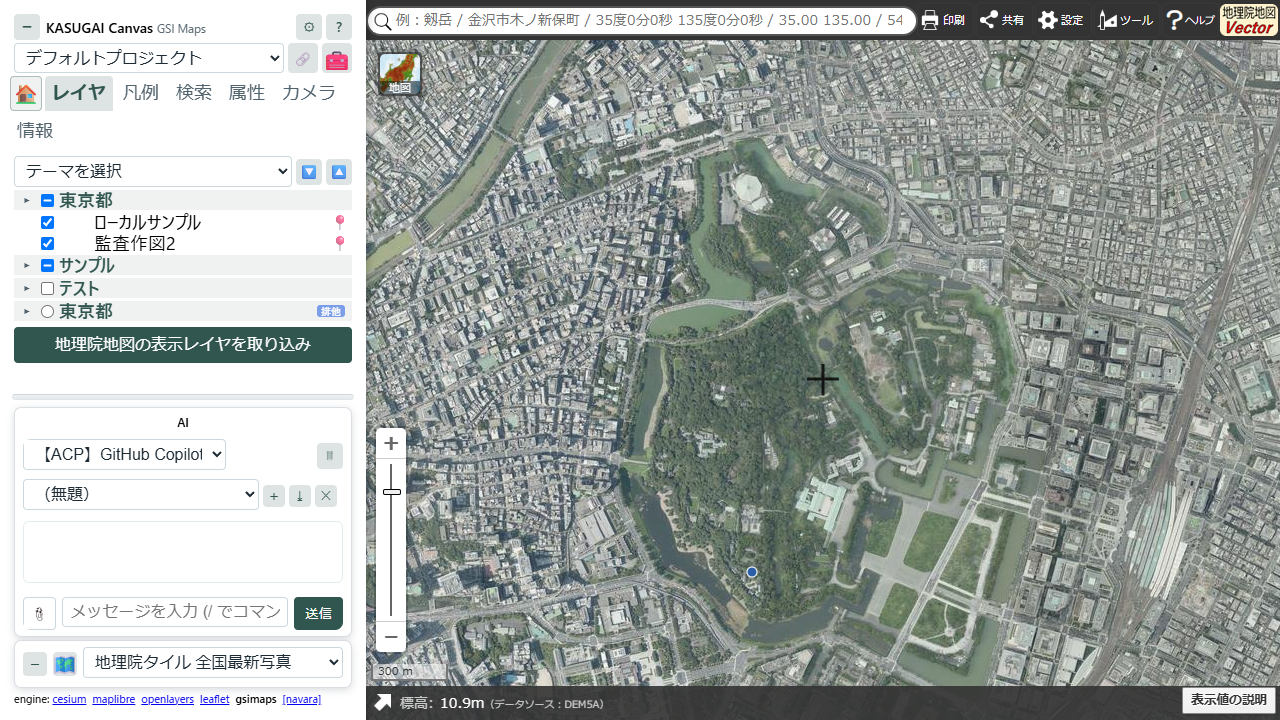 KASUGAI Canvas GSI Maps
?
デフォルトプロジェクト
レイヤ 凡例 検索 属性 カメラ
情報
テーマを選択
東京都
ローカルサンプル
監査作図2
サンプル
テスト
東京都 排他
地理院地図の表示レイヤを取り込み
AI
【ACP】GitHub Copilot
（無題）
メッセージを入力 (/ でコマン
送信
地理院タイル 全国最新写真
engine: cesium maplibre openlayers leaflet gsimaps [navara]
例：剱岳 / 金沢市木ノ新保町 / 35度0分0秒 135度0分0秒 / 35.00 135.00 / 54
印刷 共有 設定 ツール ヘルプ
地理院地図
Vector
地図
300 m
標高: 10.9m (データソース：DEM5A)
表示値の説明